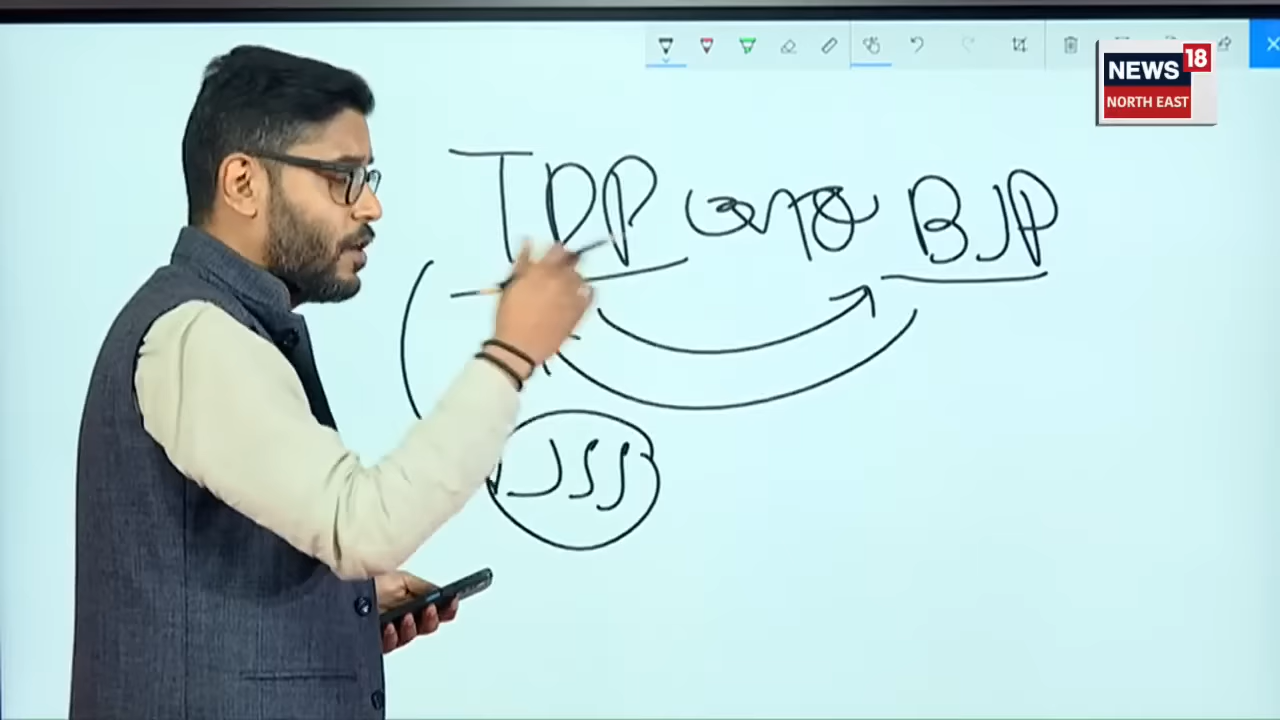 NEWS 18
NORTH EAST
TDP আৰু BJP
JSS